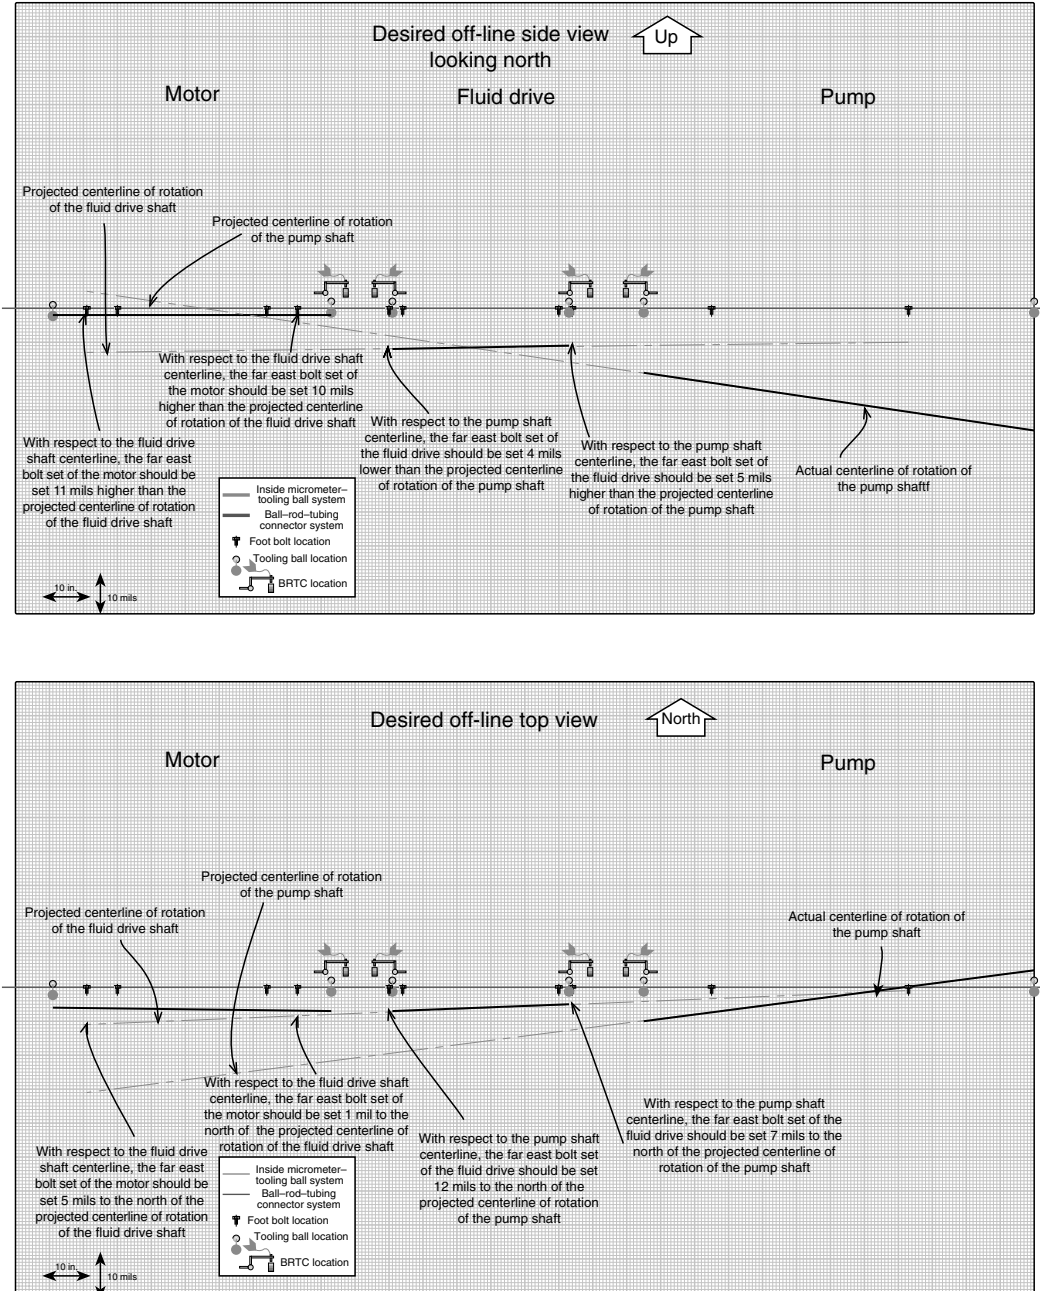 Desired off-line side view
looking north
Up
Motor
Fluid drive
Pump
Projected centerline of rotation
of the fluid drive shaft
Projected centerline of rotation
of the pump shaft
With respect to the fluid drive shaft
centerline, the far east bolt set of
the motor should be set 10 mils
higher than the projected centerline
of rotation of the fluid drive shaft
With respect to the fluid drive
shaft centerline, the far east
bolt set of the motor should be
set 11 mils higher than the
projected centerline of rotation
of the fluid drive shaft
With respect to the pump shaft
centerline, the far east bolt set of
the fluid drive should be set 4 mils
lower than the projected centerline
of rotation of the pump shaft
With respect to the pump shaft
centerline, the far east bolt set of
the fluid drive should be set 5 mils
higher than the projected centerline
of rotation of the pump shaft
Actual centerline of rotation of
the pump shaftf
Inside micrometer–
tooling ball system
Ball–rod–tubing
connector system
Foot bolt location
Tooling ball location
BRTC location
10 in.
10 mils
Desired off-line top view
North
Motor
Pump
Projected centerline of rotation
of the pump shaft
Projected centerline of rotation
of the fluid drive shaft
Actual centerline of rotation of
the pump shaft
With respect to the fluid drive shaft
centerline, the far east bolt set of
the motor should be set 1 mil to the
north of the projected centerline of
rotation of the fluid drive shaft
With respect to the fluid drive
shaft centerline, the far east
bolt set of the motor should be
set 5 mils to the north of the
projected centerline of rotation
of the fluid drive shaft
With respect to the pump shaft
centerline, the far east bolt set
of the fluid drive should be set
12 mils to the north of the
projected centerline of rotation
of the pump shaft
With respect to the pump shaft
centerline, the far east bolt set of the
fluid drive should be set 7 mils to the
north of the projected centerline of
rotation of the pump shaft
Inside micrometer–
tooling ball system
Ball–rod–tubing
connector system
Foot bolt location
Tooling ball location
BRTC location
10 in.
10 mils